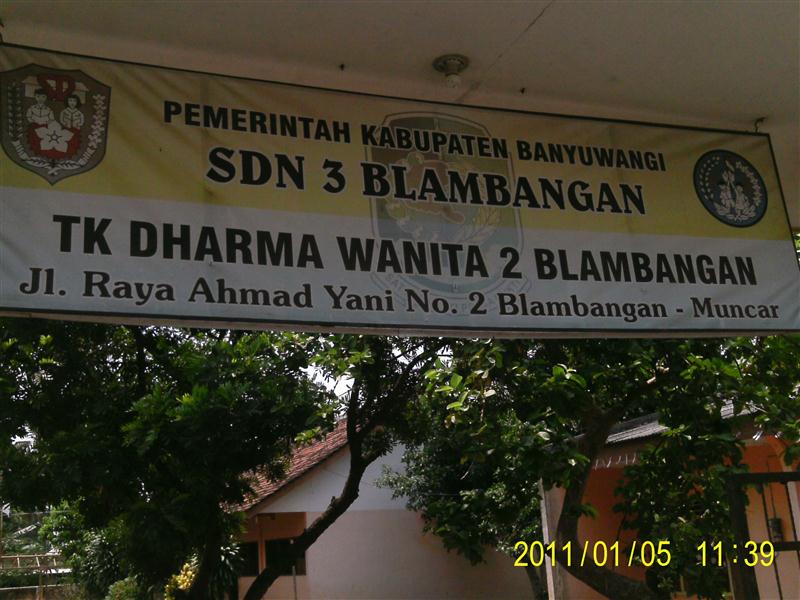 PEMERINTAH KABUPATEN BANYUWANGI
SDN 3 BLAMBANGAN
TK DHARMA WANITA 2 BLAMBANGAN
Jl. Raya Ahmad Yani No. 2 Blambangan - Muncar
2011/01/05 11:39